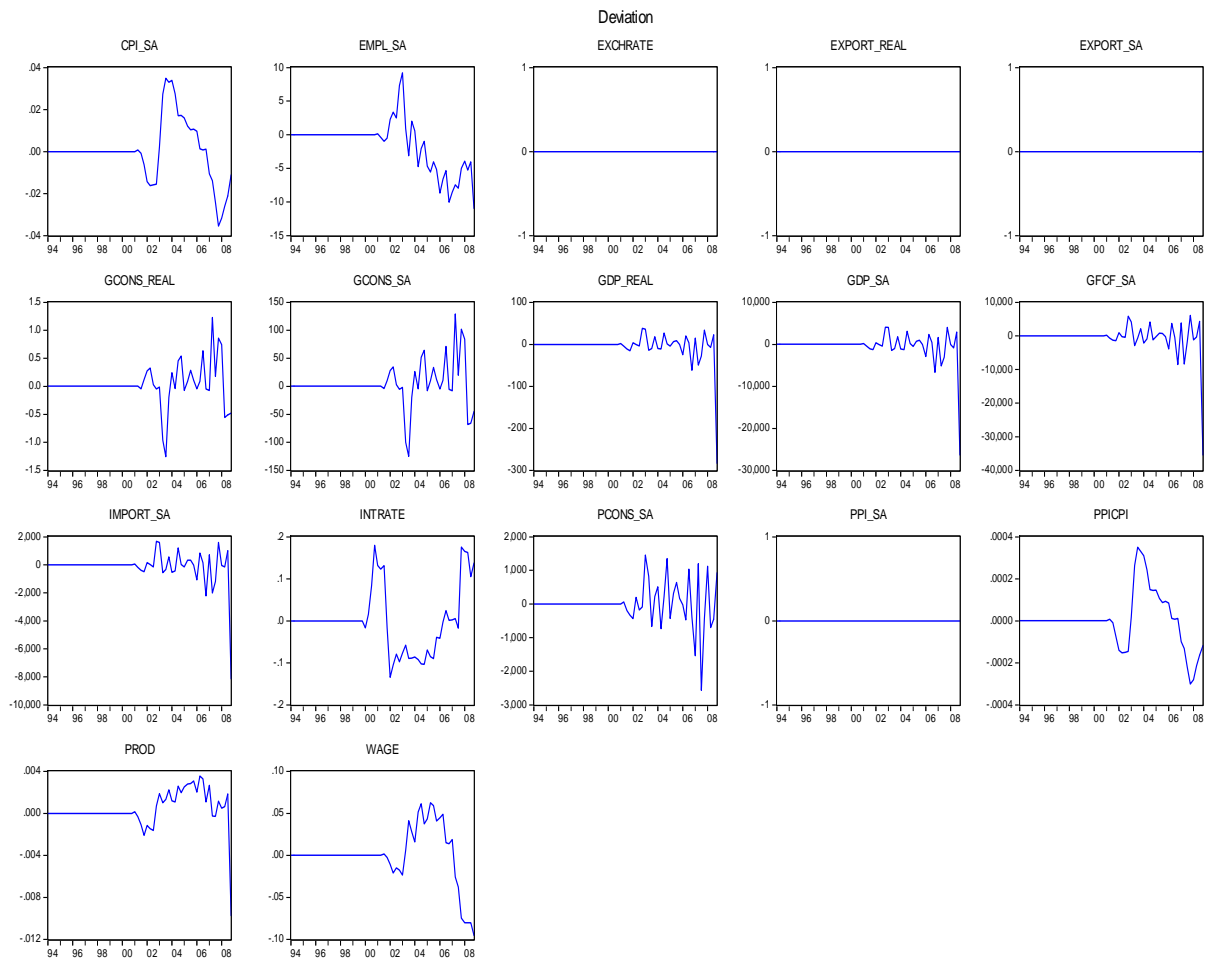 Deviation
CPI_SA
.04
.02
.00
-.02
-.04
94 96 98 00 02 04 06 08
EMPL_SA
10
5
0
-5
-10
-15
94 96 98 00 02 04 06 08
EXCHRATE
1
0
-1
94 96 98 00 02 04 06 08
EXPORT_REAL
1
0
-1
94 96 98 00 02 04 06 08
EXPORT_SA
1
0
-1
94 96 98 00 02 04 06 08
GCONS_REAL
1.5
1.0
0.5
0.0
-0.5
-1.0
-1.5
94 96 98 00 02 04 06 08
GCONS_SA
150
100
50
0
-50
-100
-150
94 96 98 00 02 04 06 08
GDP_REAL
100
0
-100
-200
-300
94 96 98 00 02 04 06 08
GDP_SA
10,000
0
-10,000
-20,000
-30,000
94 96 98 00 02 04 06 08
GFCF_SA
10,000
0
-10,000
-20,000
-30,000
-40,000
94 96 98 00 02 04 06 08
IMPORT_SA
2,000
0
-2,000
-4,000
-6,000
-8,000
-10,000
94 96 98 00 02 04 06 08
INTRATE
.2
.1
.0
-.1
-.2
94 96 98 00 02 04 06 08
PCONS_SA
2,000
1,000
0
-1,000
-2,000
-3,000
94 96 98 00 02 04 06 08
PPI_SA
1
0
-1
94 96 98 00 02 04 06 08
PPICPI
.0004
.0002
.0000
-.0002
-.0004
94 96 98 00 02 04 06 08
PROD
.004
.000
-.004
-.008
-.012
94 96 98 00 02 04 06 08
WAGE
.10
.05
.00
-.05
-.10
94 96 98 00 02 04 06 08